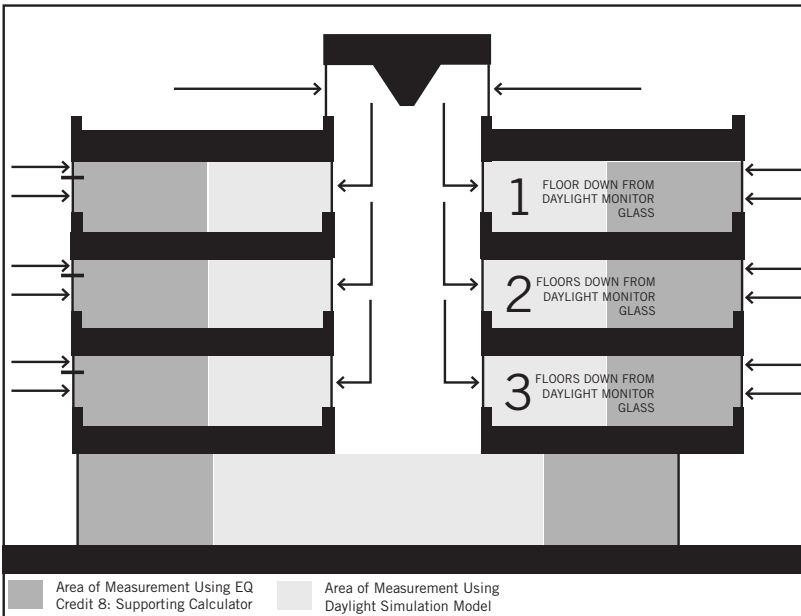 1 FLOOR DOWN FROM
DAYLIGHT MONITOR
GLASS
2 FLOORS DOWN FROM
DAYLIGHT MONITOR
GLASS
3 FLOORS DOWN FROM
DAYLIGHT MONITOR
GLASS
Area of Measurement Using EQ
Credit 8: Supporting Calculator
Area of Measurement Using
Daylight Simulation Model